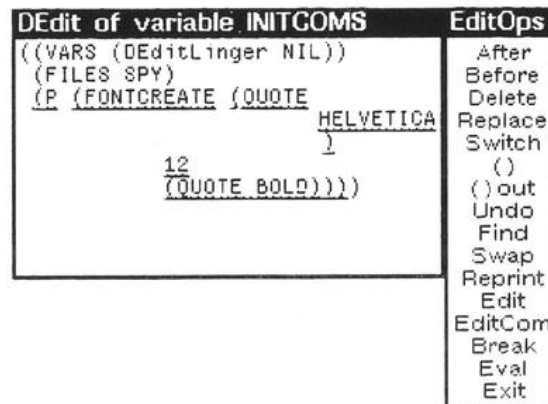 DEdit of variable INITCOMS
((VARS (DEditLinger NIL))
(FILES SPY)
(P (FONTCREATE (QUOTE
HELVETICA
)
12
(QUOTE BOLD))))
EditOps
After
Before
Delete
Replace
Switch
()
() out
Undo
Find
Swap
Reprint
Edit
EditCom
Break
Eval
Exit